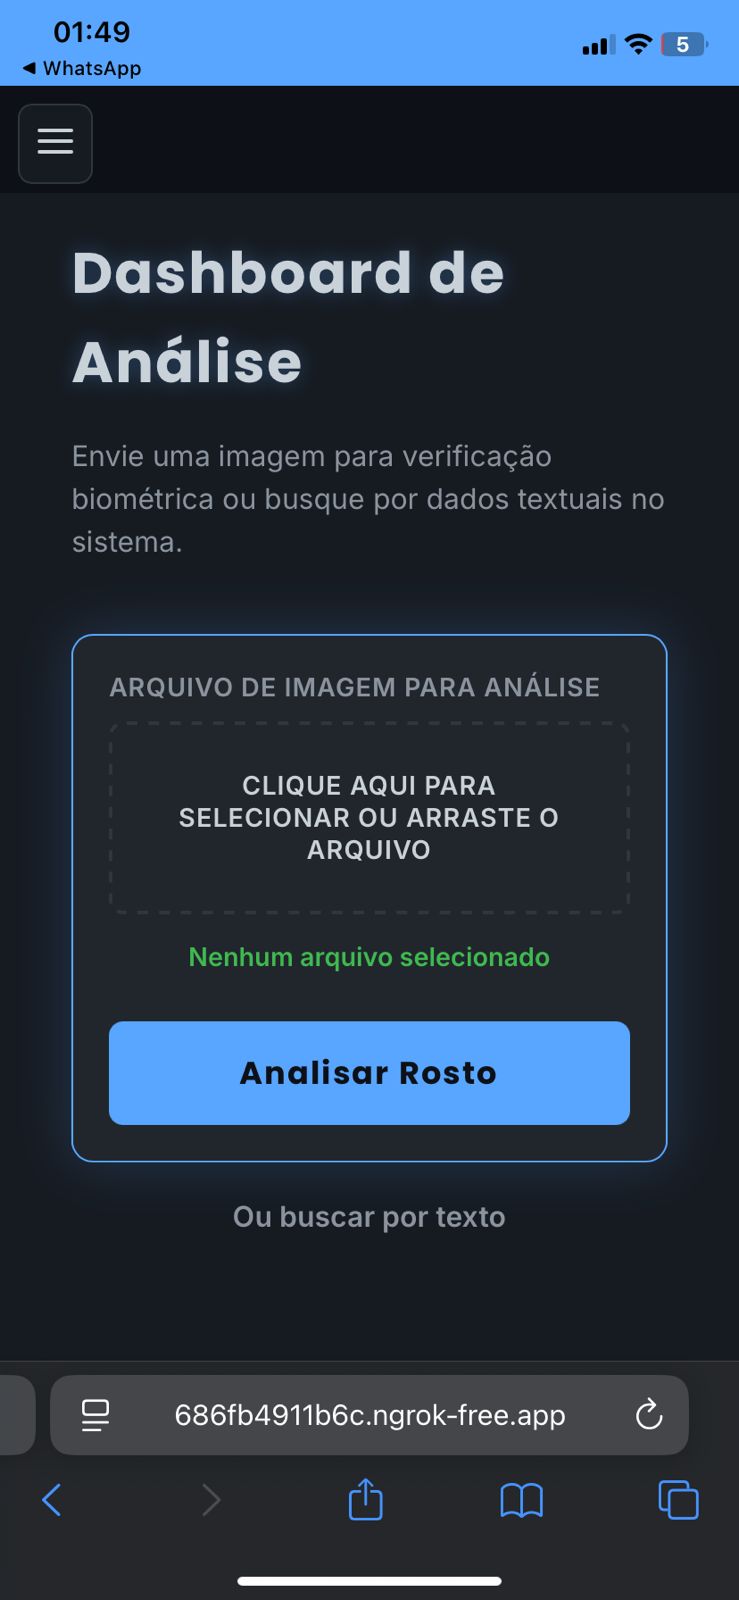 01:49
5
◀ WhatsApp
Dashboard de
Análise
Envie uma imagem para verificação
biométrica ou busque por dados textuais no
sistema.
ARQUIVO DE IMAGEM PARA ANÁLISE
CLIQUE AQUI PARA
SELECIONAR OU ARRASTE O
ARQUIVO
Nenhum arquivo selecionado
Analisar Rosto
Ou buscar por texto
686fb4911b6c.ngrok-free.app